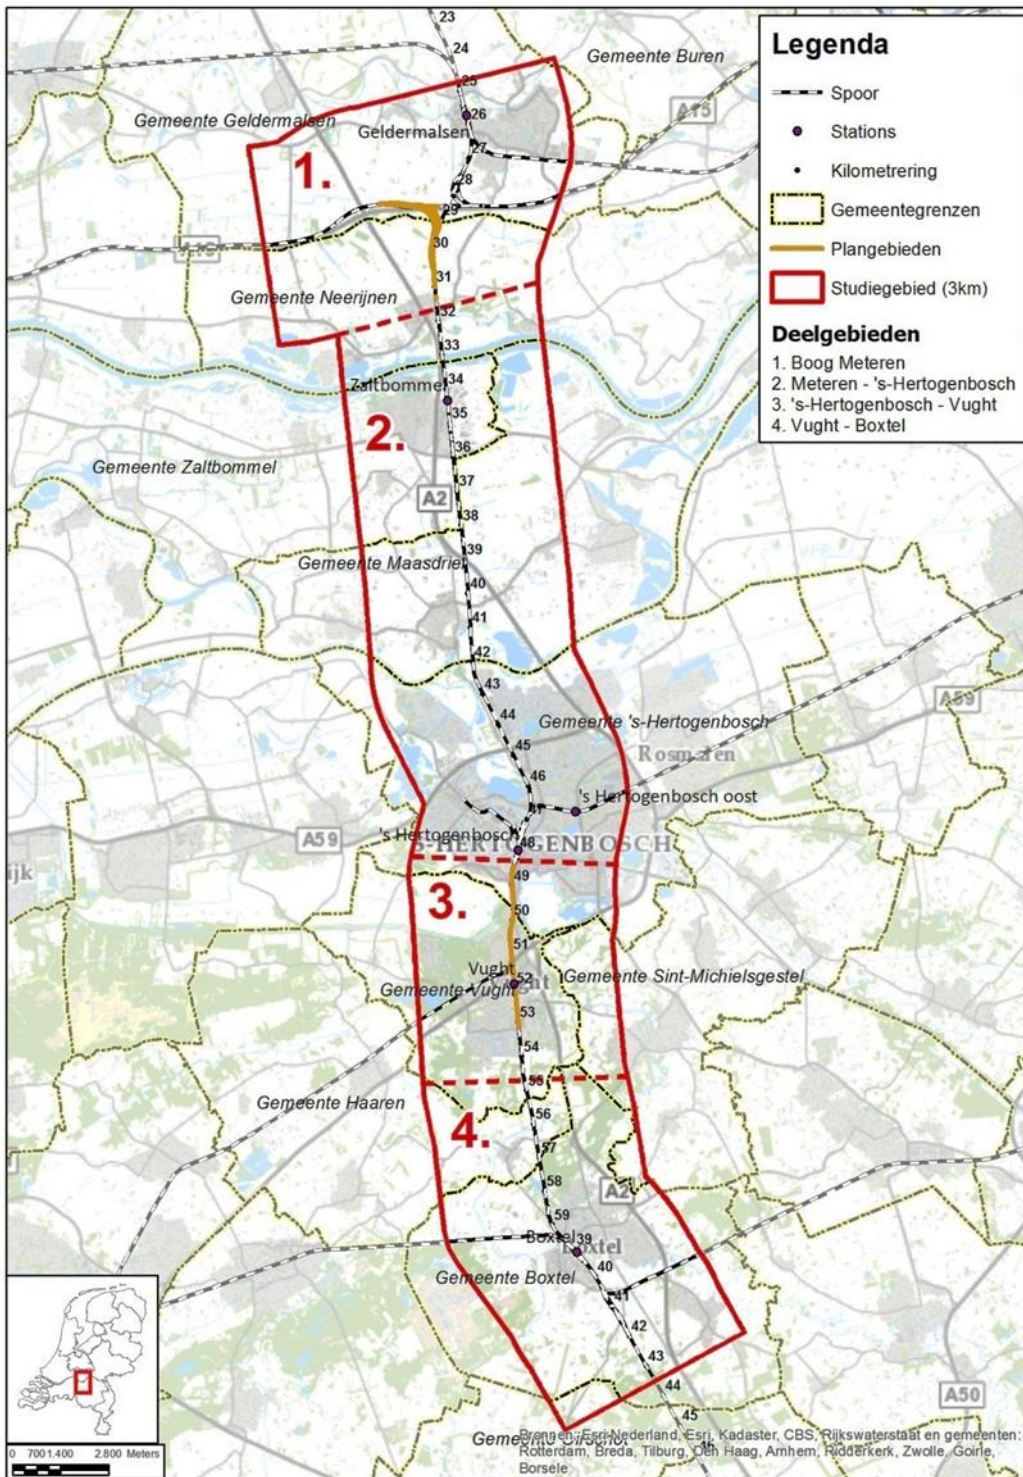 23
24
Gemeente Buren
25
26
A15
Gemeente Geldermalsen
Geldermalsen
27
1.
28
29
30
31
Gemeente Neerijnen
32
33
34
Zaltbommel
35
2.
36
Gemeente Zaltbommel
37
A2
38
39
Gemeente Maasdriel
40
41
42
43
44
Gemeente 's-Hertogenbosch
45
Rosmalen
A59
46
's Hertogenbosch oost
47
's Hertogenbosch
48
A59
'S-HERTOGENBOSCH
ijk
49
3.
50
51
Vught
52
Gemeente Sint-Michielsgestel
Gemeente Vught
53
54
55
Gemeente Haaren
56
4.
57
58
A2
59
Boxtel
39
Boxtel
40
Gemeente Boxtel
41
42
43
44
A50
45
46
Legenda
Spoor
Stations
Kilometrering
Gemeentegrenzen
Plangebieden
Studiegebied (3km)
Deelgebieden
1. Boog Meteren
2. Meteren - 's-Hertogenbosch
3. 's-Hertogenbosch - Vught
4. Vught - Boxtel
0 700 1.400 2.800 Meters
Gemeente Oirschot
Bronnen: Esri Nederland, Esri, Kadaster, CBS, Rijkswaterstaat en gemeenten:
Rotterdam, Breda, Tilburg, Den Haag, Arnhem, Ridderkerk, Zwolle, Goirle,
Borsele